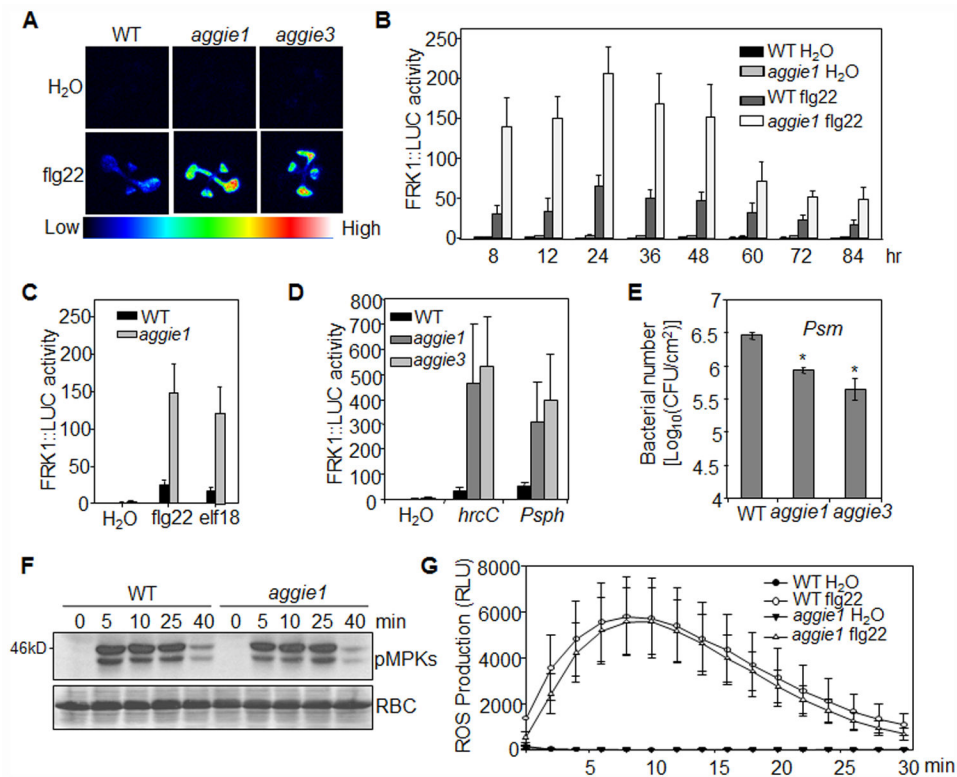 A
WT aggie1 aggie3
H2O
flg22
Low High
B
FRK1::LUC activity
250
200
150
100
50
0
WT H2O
aggie1 H2O
WT flg22
aggie1 flg22
8 12 24 36 48 60 72 84 hr
C
FRK1::LUC activity
250
200
150
100
50
0
WT
aggie1
H2O flg22 elf18
D
FRK1::LUC activity
800
700
600
500
400
300
200
100
0
WT
aggie1
aggie3
H2O hrcC Psph
E
Bacterial number
[Log10(CFU/cm2)]
7
6.5
6
5.5
5
4.5
4
Psm
* *
WT aggie1 aggie3
F
WT aggie1
0 5 10 25 40 0 5 10 25 40 min
46kD
pMPKs
RBC
G
ROS Production (RLU)
8000
6000
4000
2000
0
WT H2O
WT flg22
aggie1 H2O
aggie1 flg22
5 10 15 20 25 30 min